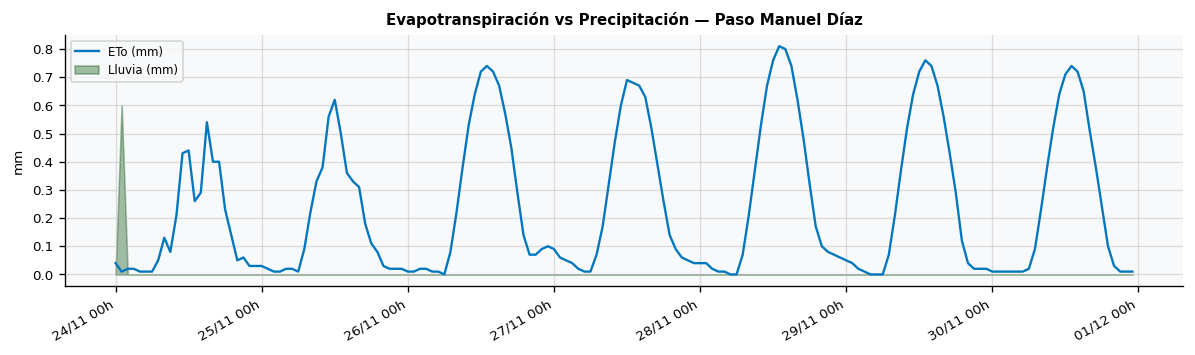 Evapotranspiración vs Precipitación — Paso Manuel Díaz
ETo (mm)
Lluvia (mm)
mm
0.8
0.7
0.6
0.5
0.4
0.3
0.2
0.1
0.0
24/11 00h
25/11 00h
26/11 00h
27/11 00h
28/11 00h
29/11 00h
30/11 00h
01/12 00h